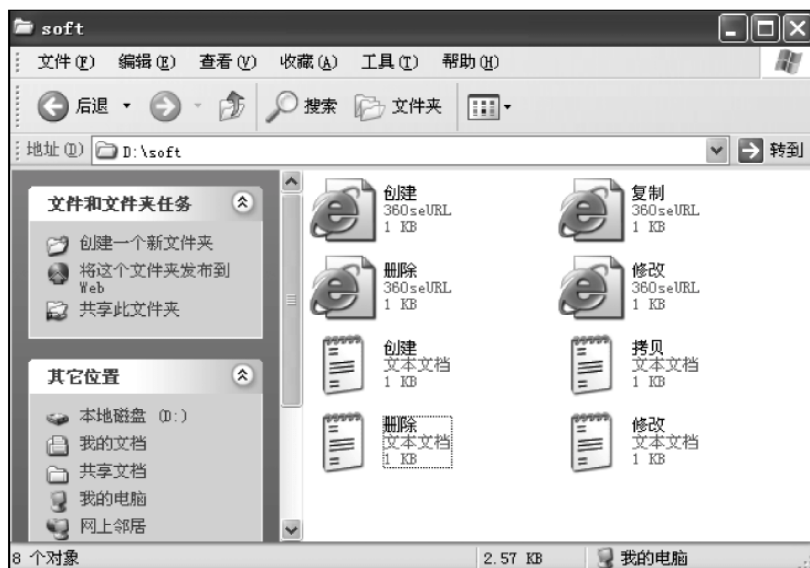 soft
文件(F) 编辑(E) 查看(V) 收藏(A) 工具(T) 帮助(H)
后退 搜索 文件夹
地址(D) D:\soft 转到
文件和文件夹任务
创建一个新文件夹
将这个文件夹发布到
Web
共享此文件夹
其它位置
本地磁盘 (D:)
我的文档
共享文档
我的电脑
网上邻居
创建
360seURL
1 KB
复制
360seURL
1 KB
删除
360seURL
1 KB
修改
360seURL
1 KB
创建
文本文档
1 KB
拷贝
文本文档
1 KB
删除
文本文档
1 KB
修改
文本文档
1 KB
8 个对象 2.57 KB 我的电脑